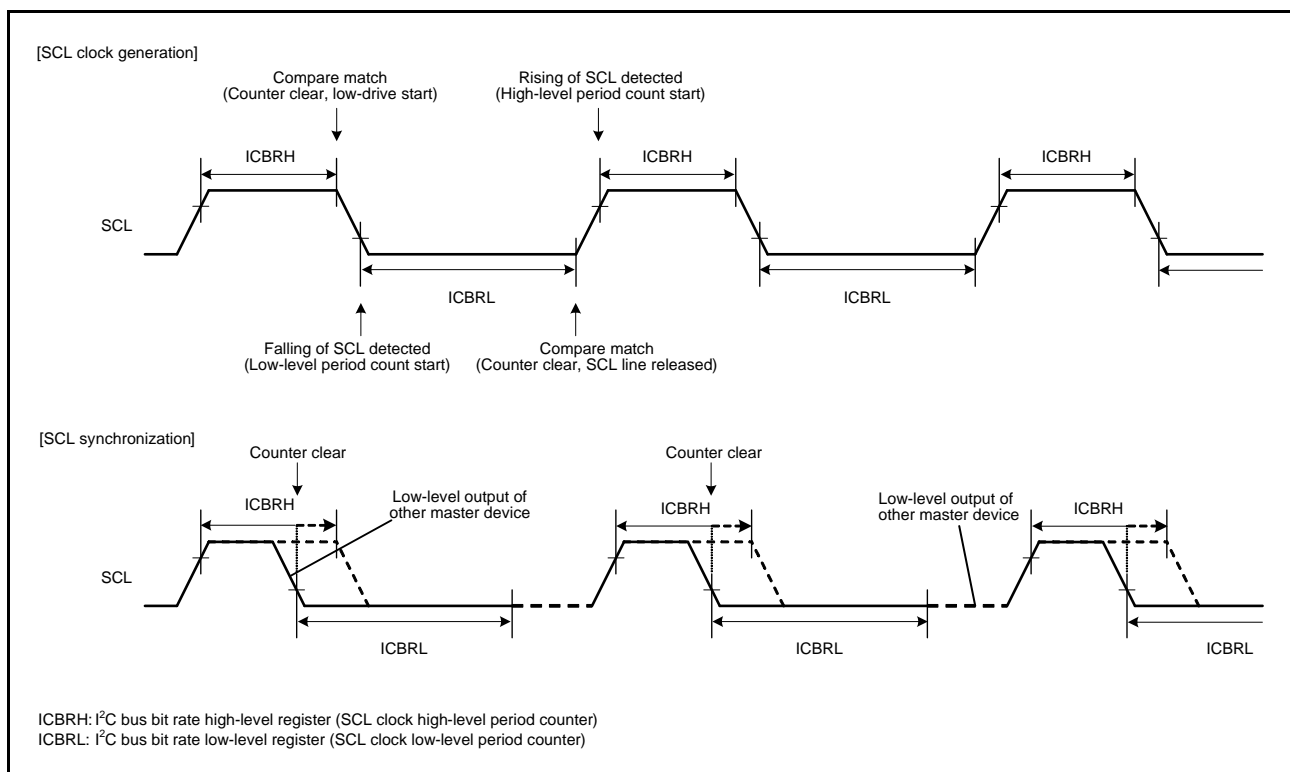 [SCL clock generation]
Compare match
(Counter clear, low-drive start)
Rising of SCL detected
(High-level period count start)
ICBRH
ICBRH
ICBRH
SCL
ICBRL
ICBRL
Falling of SCL detected
(Low-level period count start)
Compare match
(Counter clear, SCL line released)
[SCL synchronization]
Counter clear
Counter clear
ICBRH
Low-level output of
other master device
ICBRH
Low-level output of
other master device
ICBRH
SCL
ICBRL
ICBRL
ICBRL
ICBRH: I²C bus bit rate high-level register (SCL clock high-level period counter)
ICBRL: I²C bus bit rate low-level register (SCL clock low-level period counter)